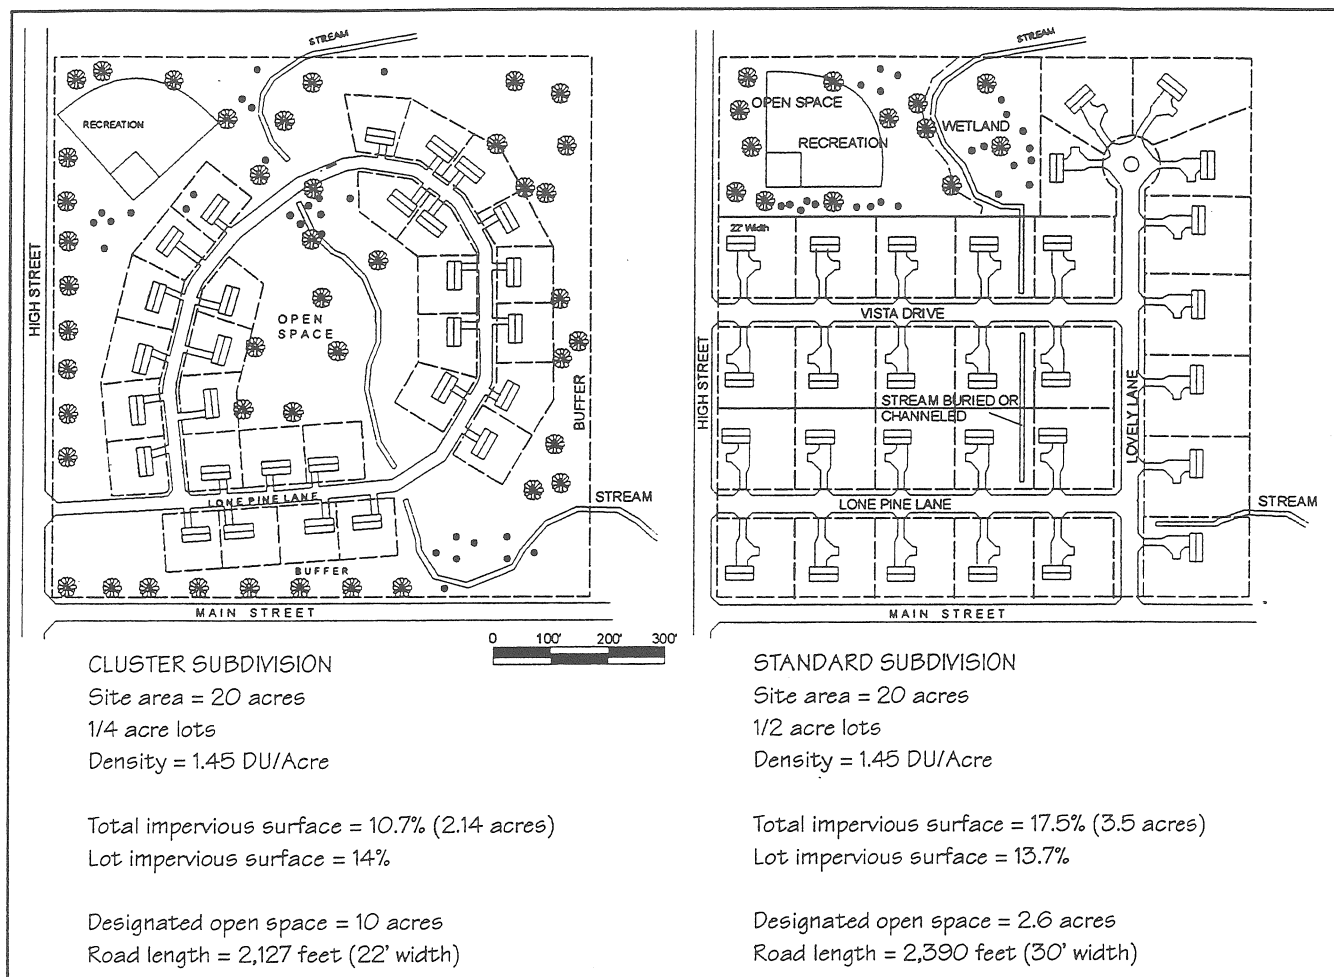 STREAM
RECREATION
HIGH STREET
OPEN
SPACE
BUFFER
LONE PINE LANE
STREAM
BUFFER
MAIN STREET
STREAM
OPEN SPACE
WETLAND
RECREATION
22' Width
VISTA DRIVE
HIGH STREET
STREAM BURIED OR
CHANNELED
LOVELY LANE
LONE PINE LANE
STREAM
MAIN STREET
0 100' 200' 300'
CLUSTER SUBDIVISION
Site area = 20 acres
1/4 acre lots
Density = 1.45 DU/Acre
Total impervious surface = 10.7% (2.14 acres)
Lot impervious surface = 14%
Designated open space = 10 acres
Road length = 2,127 feet (22' width)
STANDARD SUBDIVISION
Site area = 20 acres
1/2 acre lots
Density = 1.45 DU/Acre
Total impervious surface = 17.5% (3.5 acres)
Lot impervious surface = 13.7%
Designated open space = 2.6 acres
Road length = 2,390 feet (30' width)